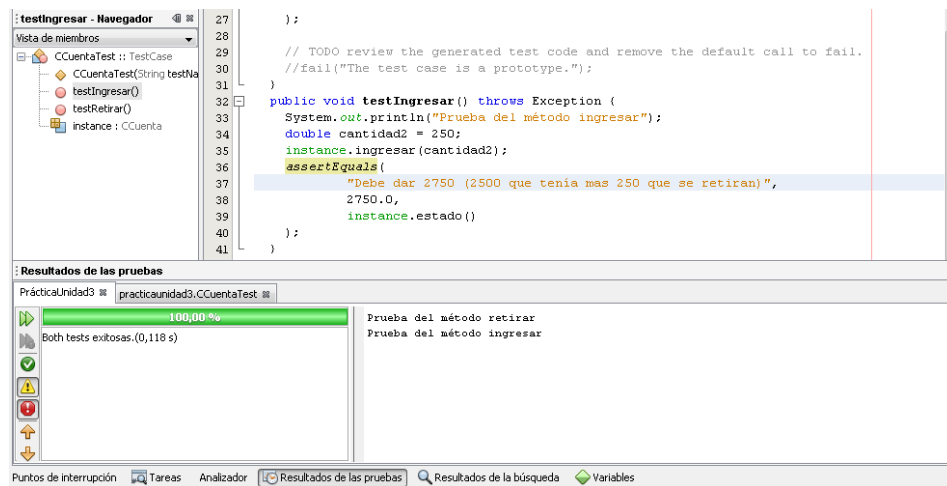 testIngresar - Navegador
Vista de miembros
CCuentaTest :: TestCase
CCuentaTest(String testNa
testIngresar()
testRetirar()
instance : CCuenta
27 );
28
29 // TODO review the generated test code and remove the default call to fail.
30 //fail("The test case is a prototype.");
31 }
32 public void testIngresar() throws Exception {
33 System.out.println("Prueba del método ingresar");
34 double cantidad2 = 250;
35 instance.ingresar(cantidad2);
36 assertEquals(
37 "Debe dar 2750 (2500 que tenía mas 250 que se retiran)",
38 2750.0,
39 instance.estado()
40 );
41 }
Resultados de las pruebas
PrácticaUnidad3 practicaunidad3.CCuentaTest
100,00 %
Both tests exitosas.(0,118 s)
Prueba del método retirar
Prueba del método ingresar
Puntos de interrupción Tareas Analizador Resultados de las pruebas Resultados de la búsqueda Variables